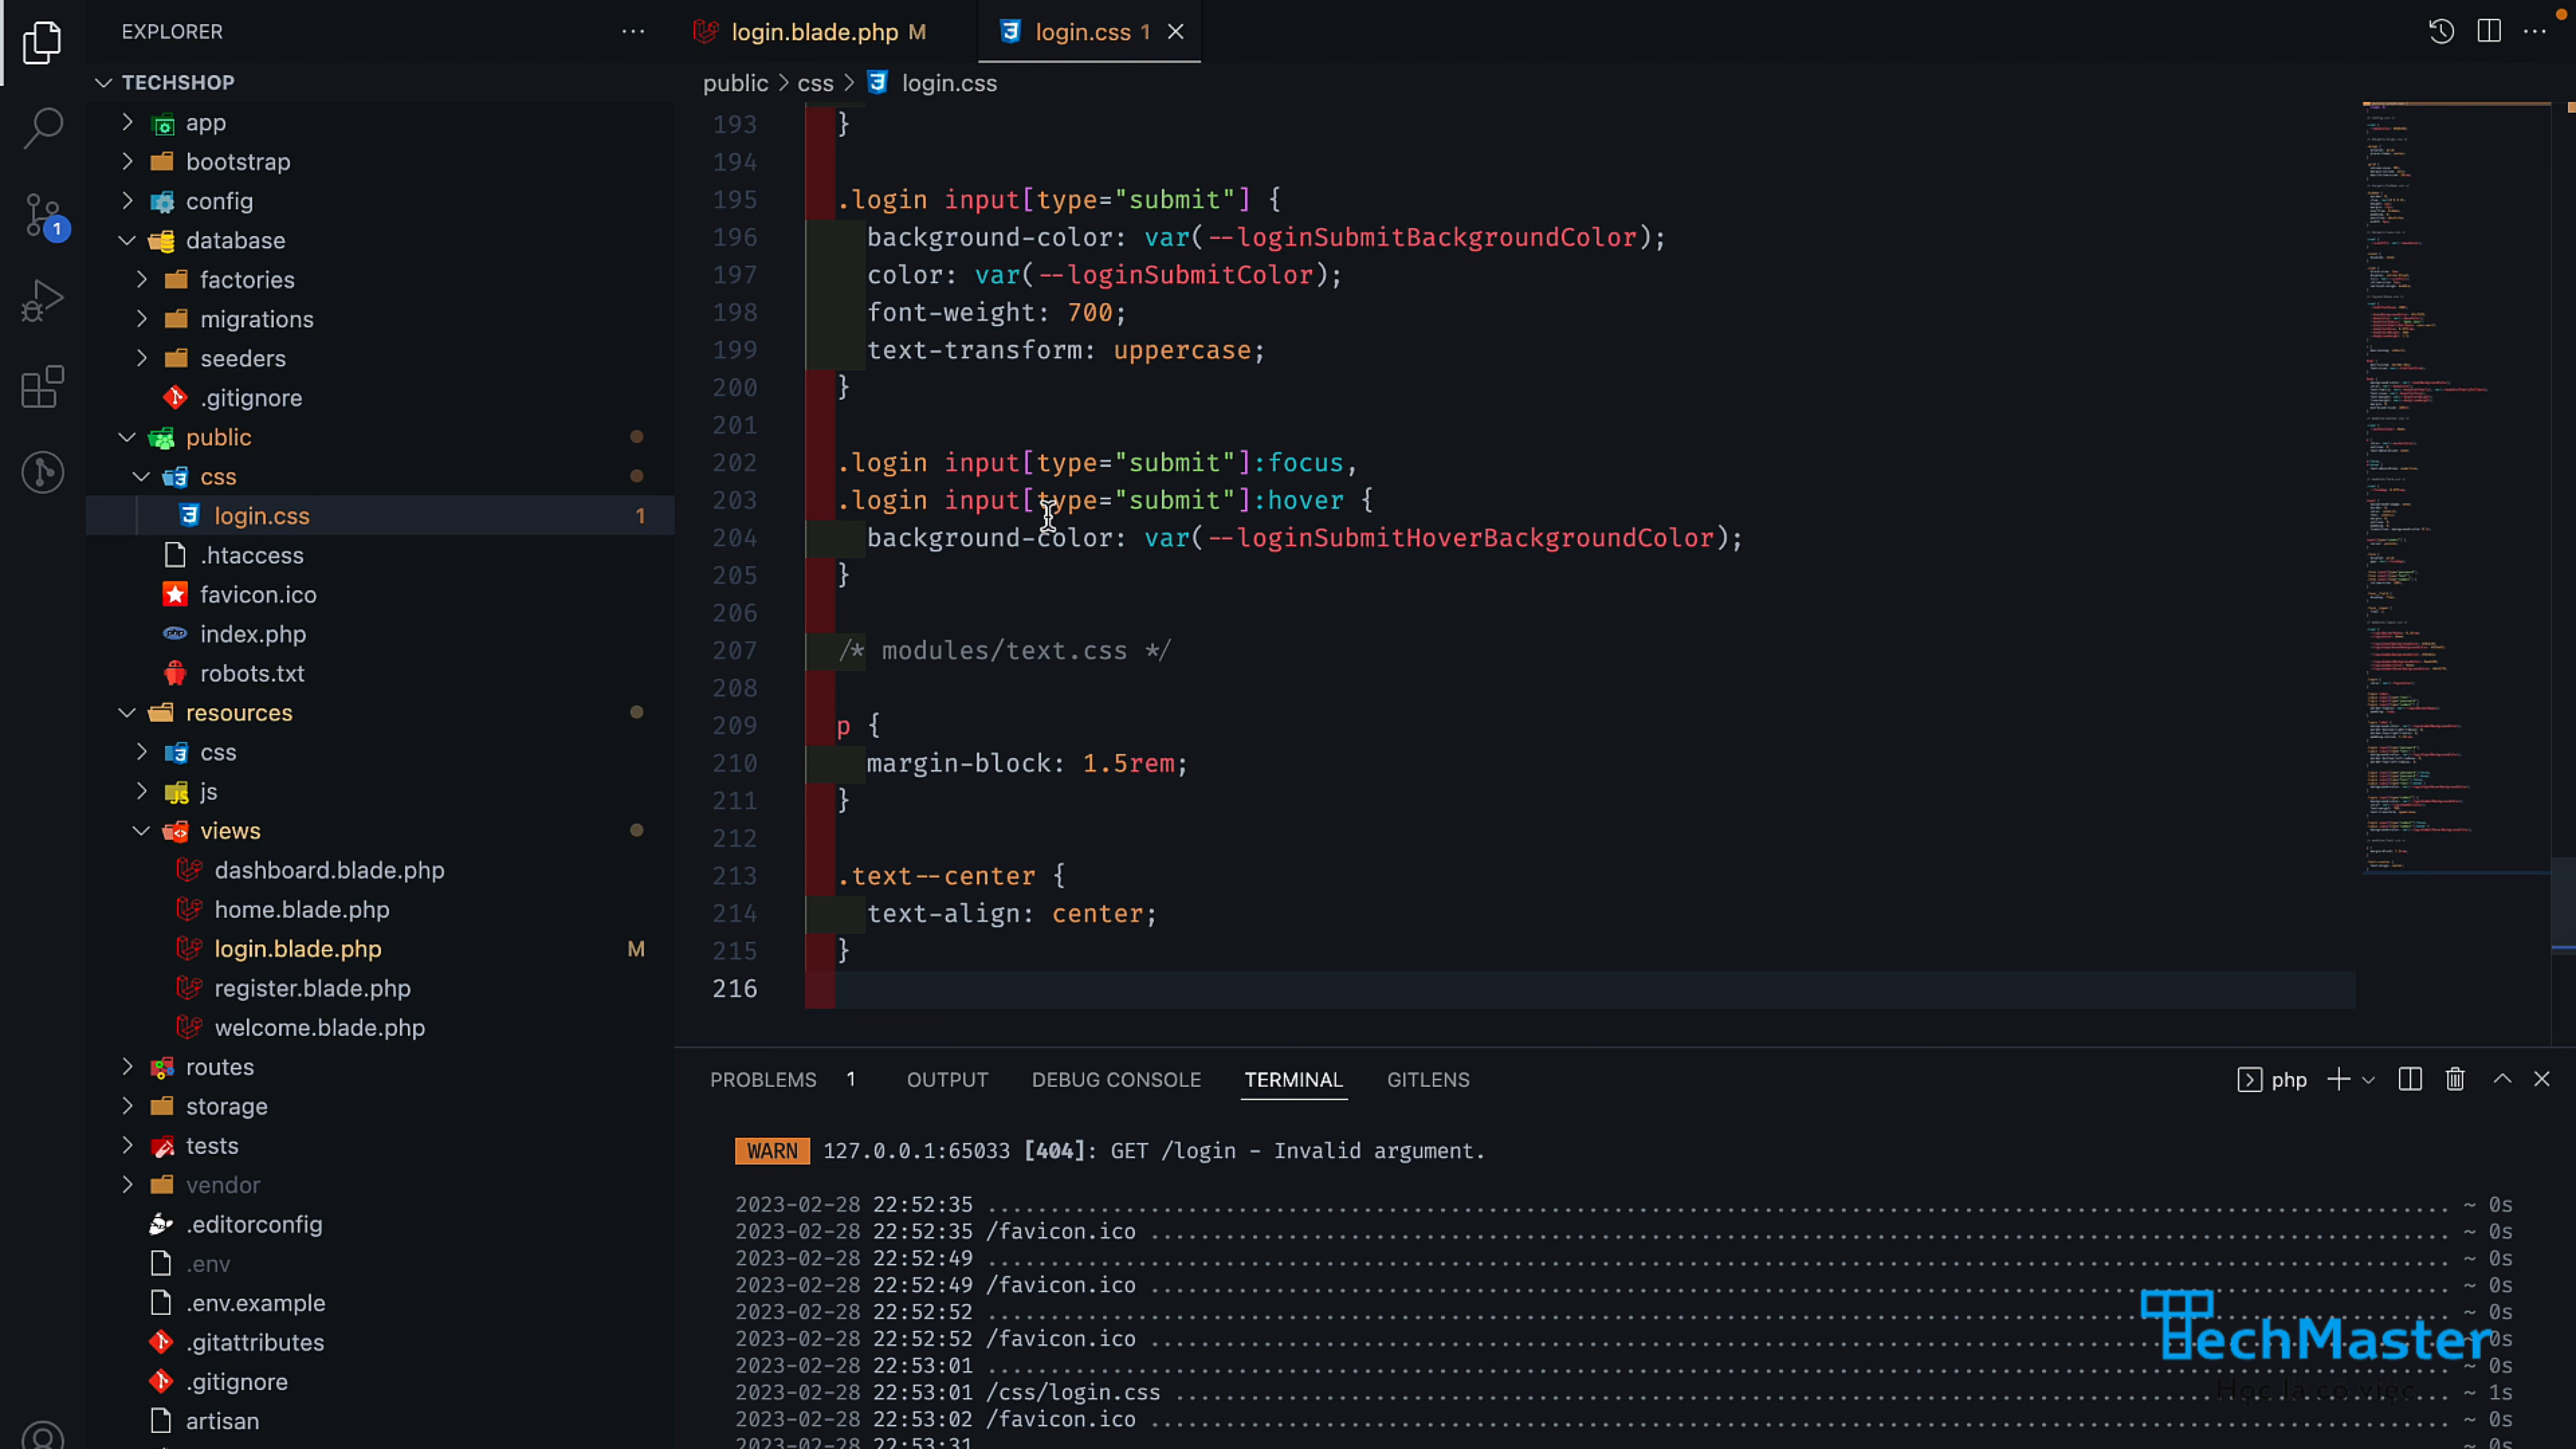 EXPLORER
TECHSHOP
app
bootstrap
config
database
factories
migrations
seeders
.gitignore
public
css
login.css 1
.htaccess
favicon.ico
index.php
robots.txt
resources
css
js
views
dashboard.blade.php
home.blade.php
login.blade.php M
register.blade.php
welcome.blade.php
routes
storage
tests
vendor
.editorconfig
.env
.env.example
.gitattributes
.gitignore
artisan
1
login.blade.php M
login.css 1
public > css > login.css
193 }
194
195 .login input[type="submit"] {
196 background-color: var(--loginSubmitBackgroundColor);
197 color: var(--loginSubmitColor);
198 font-weight: 700;
199 text-transform: uppercase;
200 }
201
202 .login input[type="submit"]:focus,
203 .login input[type="submit"]:hover {
204 background-color: var(--loginSubmitHoverBackgroundColor);
205 }
206
207 /* modules/text.css */
208
209 p {
210 margin-block: 1.5rem;
211 }
212
213 .text--center {
214 text-align: center;
215 }
216
PROBLEMS 1 OUTPUT DEBUG CONSOLE TERMINAL GITLENS
php
WARN 127.0.0.1:65033 [404]: GET /login - Invalid argument.
2023-02-28 22:52:35 ~ 0s
2023-02-28 22:52:35 /favicon.ico ~ 0s
2023-02-28 22:52:49 ~ 0s
2023-02-28 22:52:49 /favicon.ico ~ 0s
2023-02-28 22:52:52 ~ 0s
2023-02-28 22:52:52 /favicon.ico 0s
2023-02-28 22:53:01 ~ 0s
2023-02-28 22:53:01 /css/login.css ~ 1s
2023-02-28 22:53:02 /favicon.ico ~ 0s
2023-02-28 22:53:31
TechMaster
Học là có việc